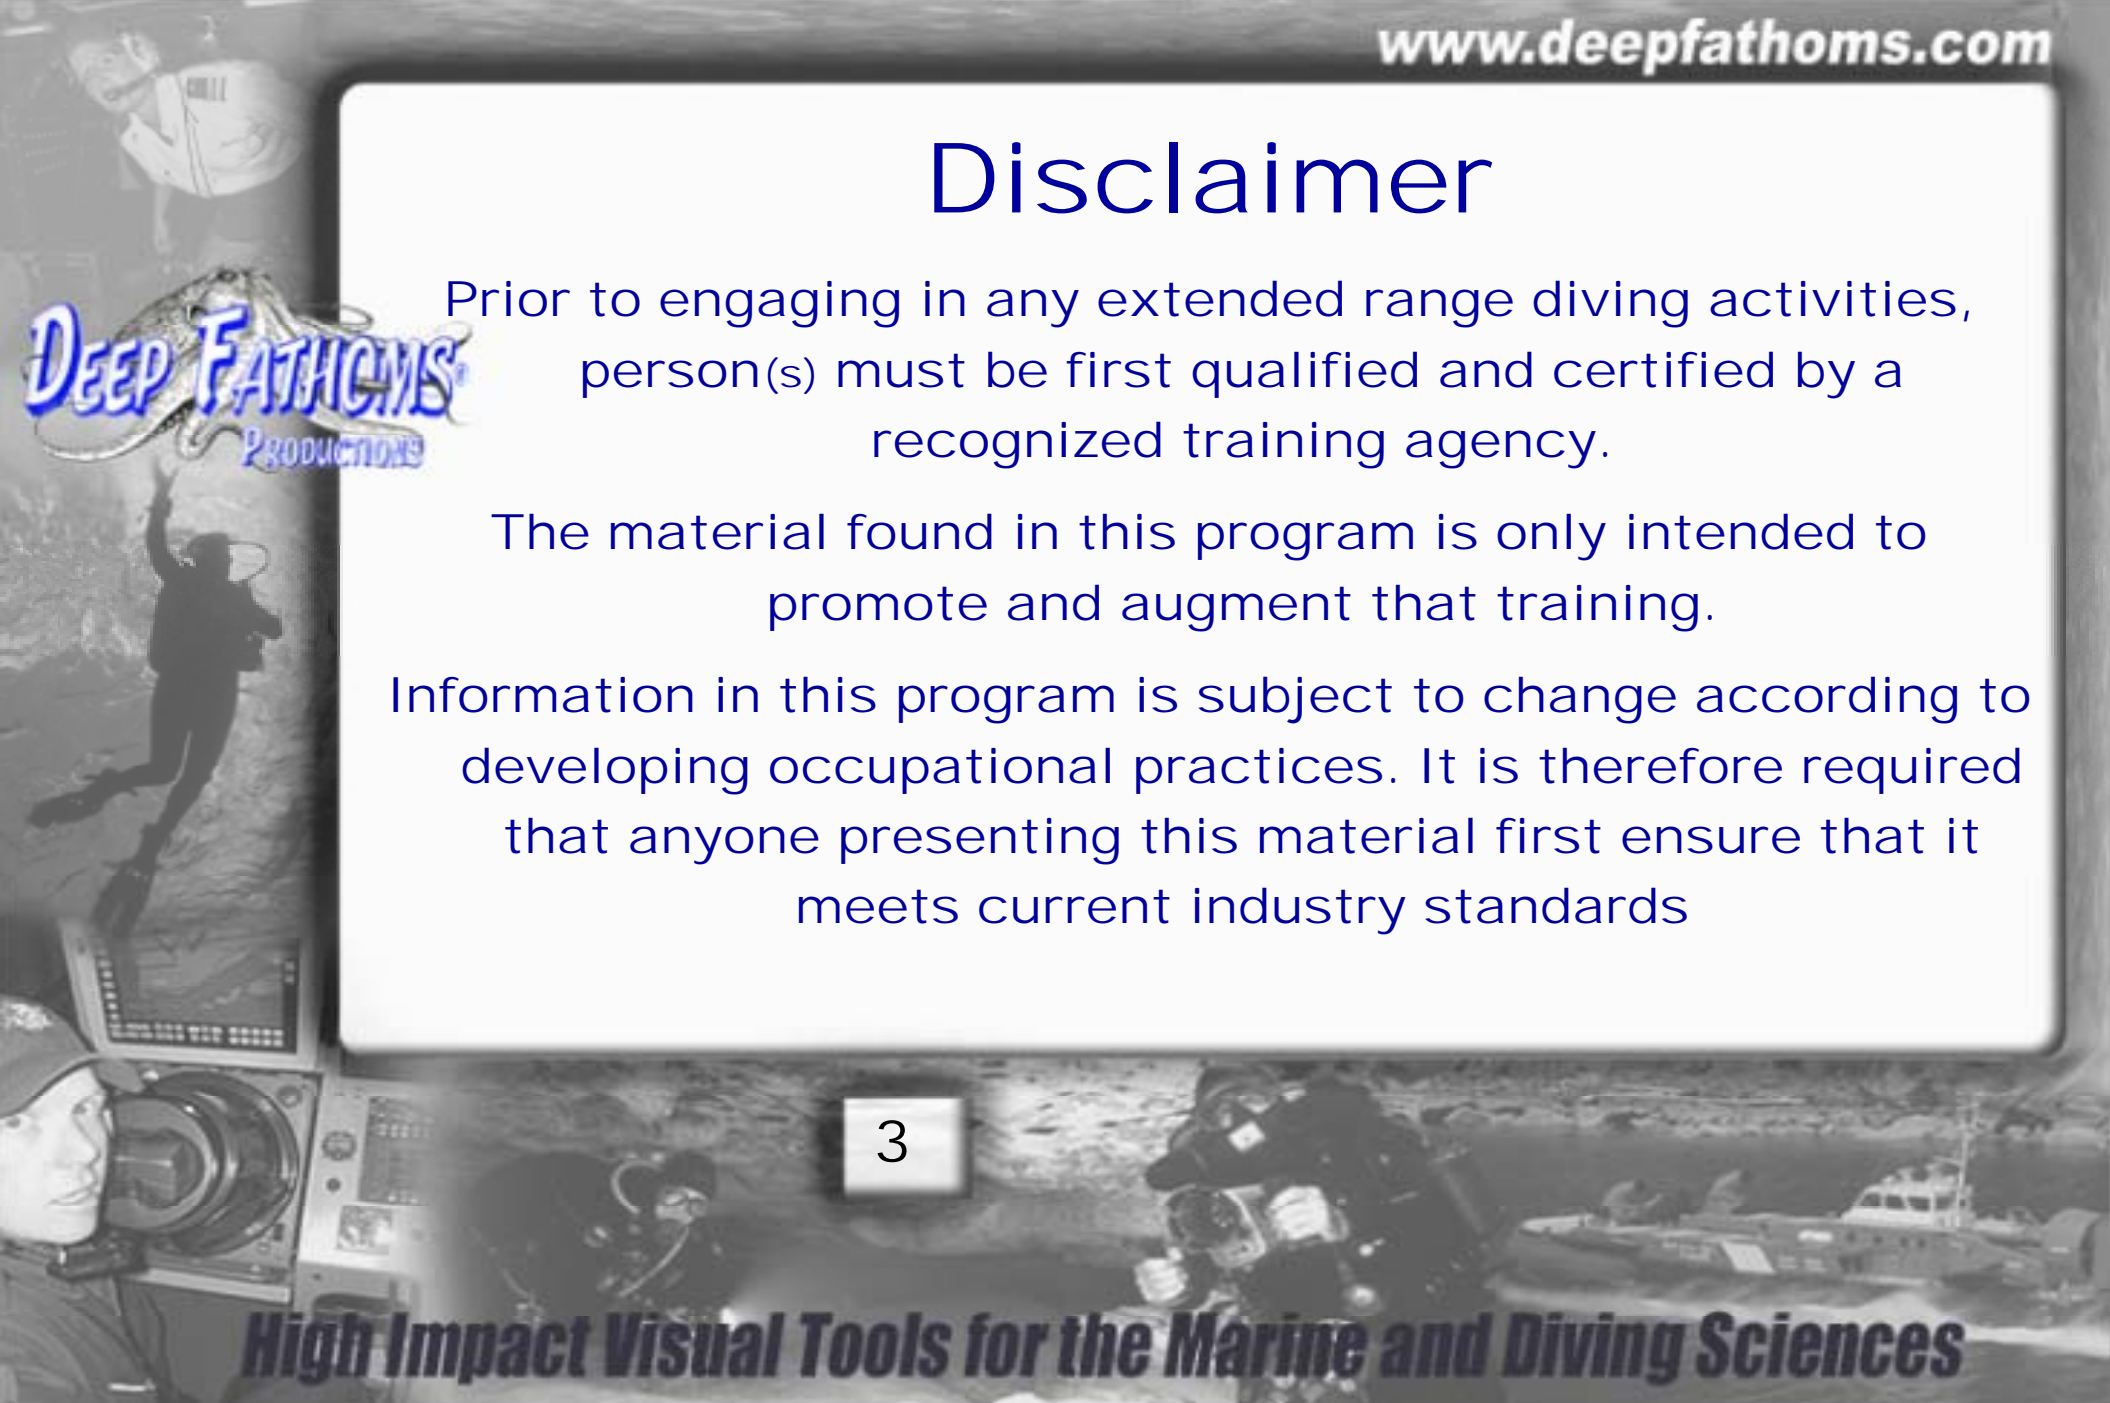 www.deepfathoms.com
Disclaimer
Prior to engaging in any extended range diving activities,
person(s) must be first qualified and certified by a
recognized training agency.
DEEP FATHOMS
PRODUCTIONS
The material found in this program is only intended to
promote and augment that training.
Information in this program is subject to change according to
developing occupational practices. It is therefore required
that anyone presenting this material first ensure that it
meets current industry standards
3
High Impact Visual Tools for the Marine and Diving Sciences